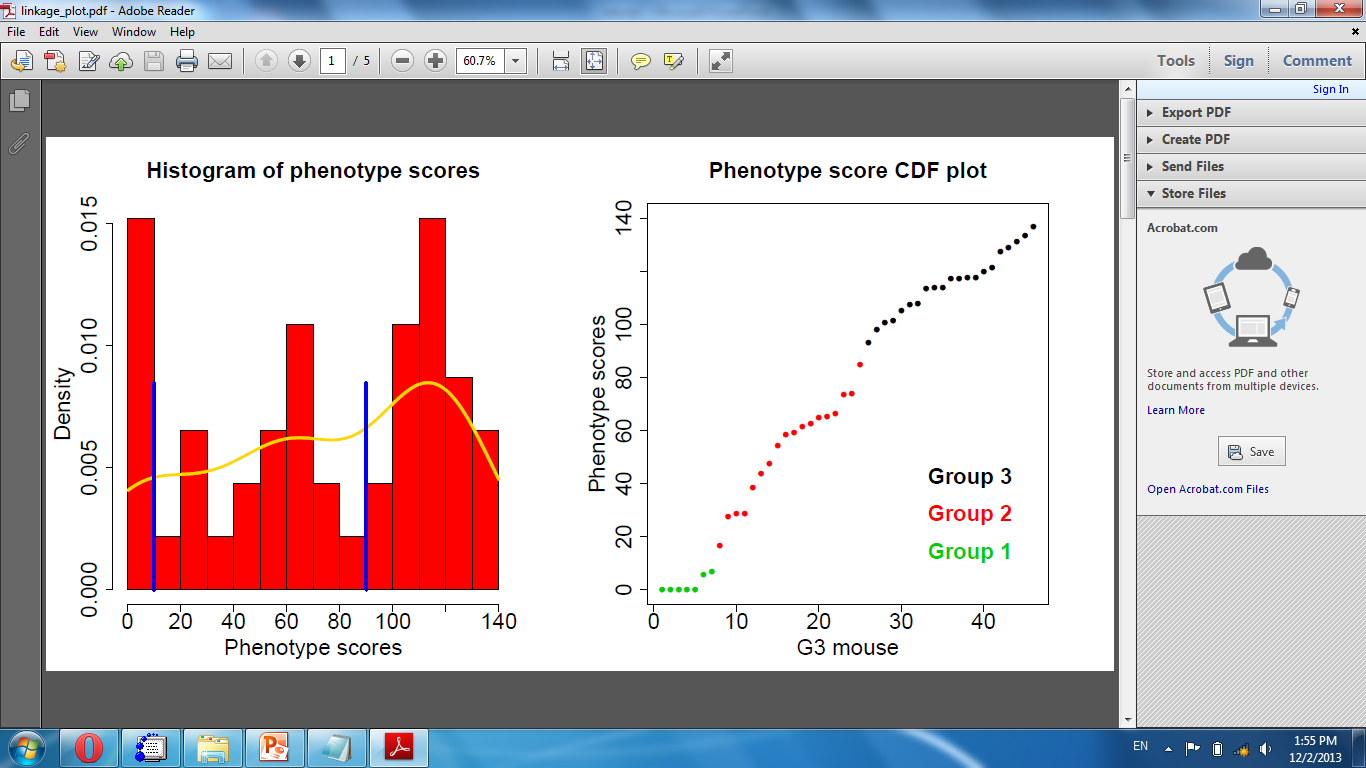 linkage_plot.pdf - Adobe Reader
File Edit View Window Help
1 / 5 60.7% Tools Sign Comment
Sign In
Export PDF
Create PDF
Send Files
Store Files
Acrobat.com
Store and access PDF and other
documents from multiple devices.
Learn More
Save
Open Acrobat.com Files
Histogram of phenotype scores
Density
0.015
0.010
0.005
0.000
0 20 40 60 80 100 140
Phenotype scores
Phenotype score CDF plot
Phenotype scores
140
100
80
60
40
20
0
Group 3
Group 2
Group 1
0 10 20 30 40
G3 mouse
EN 1:55 PM
12/2/2013